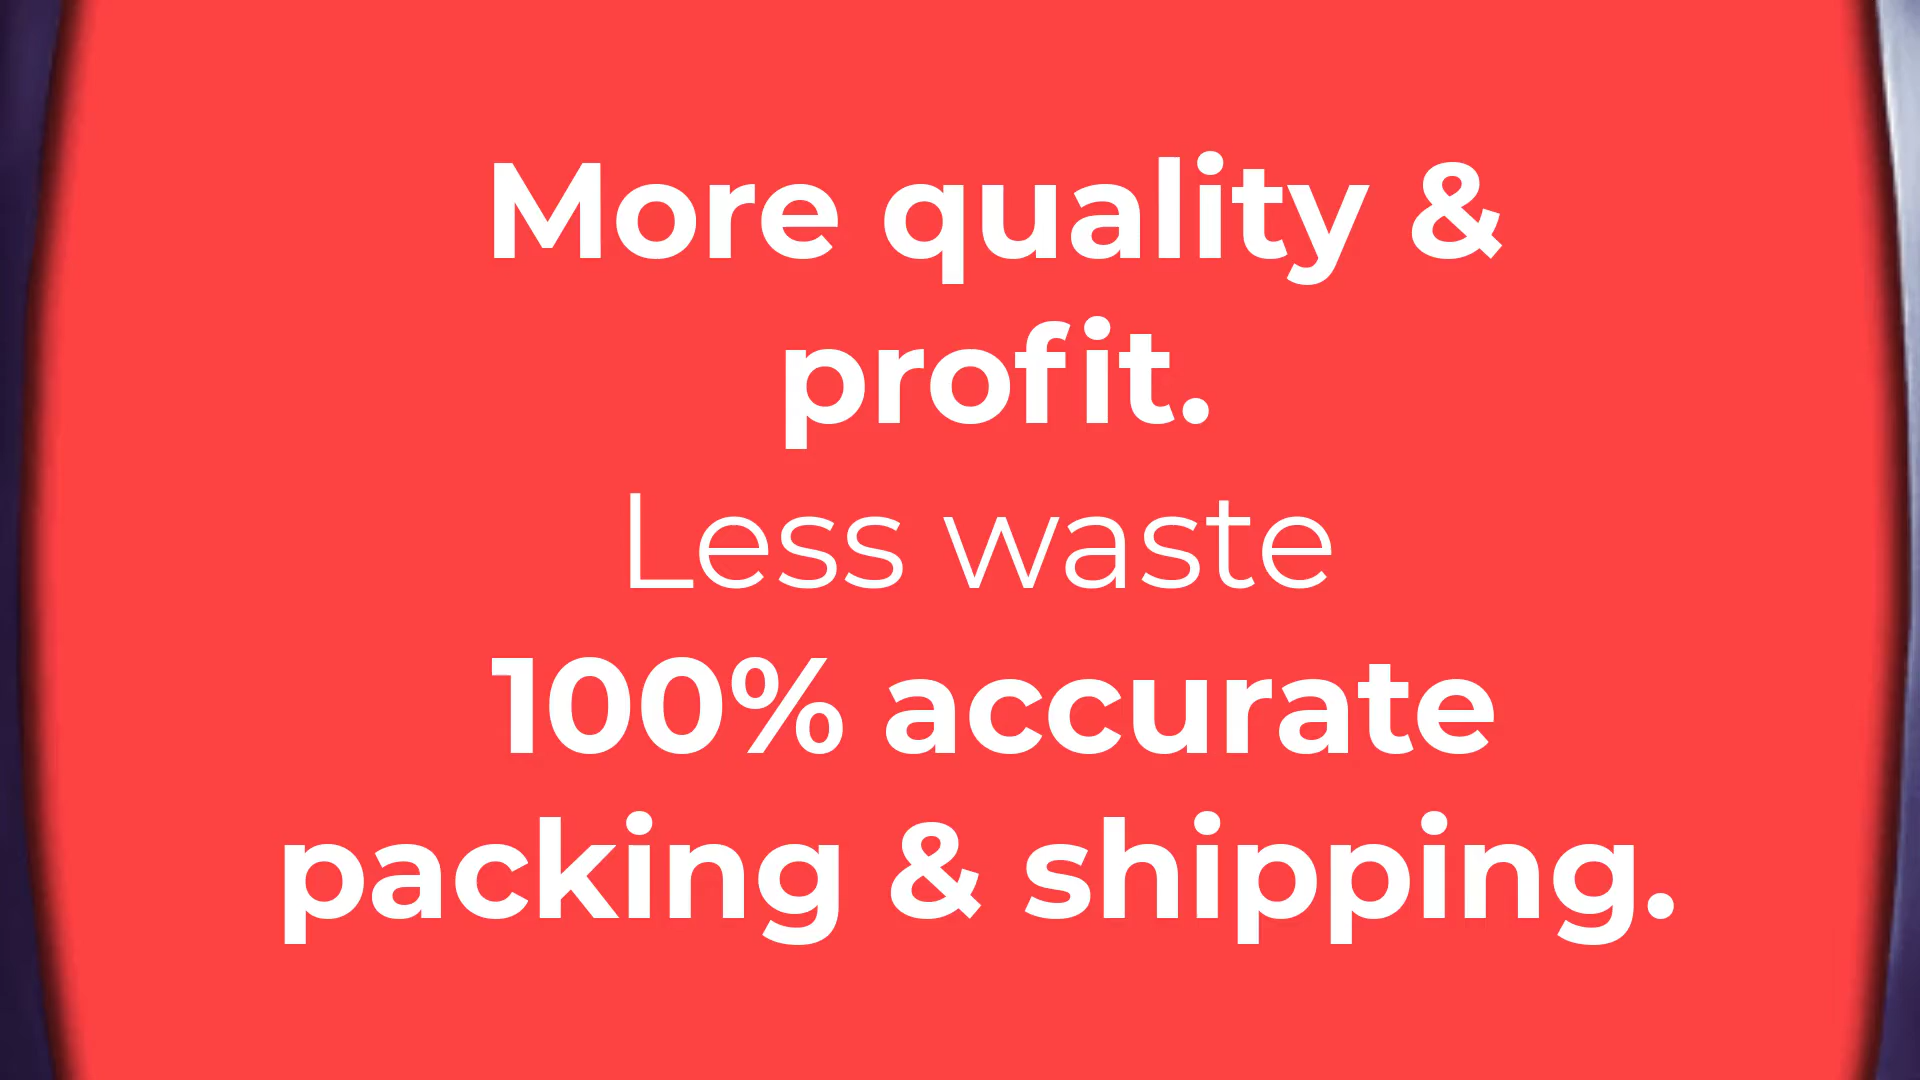 More quality &
profit.
Less waste
100% accurate
packing & shipping.